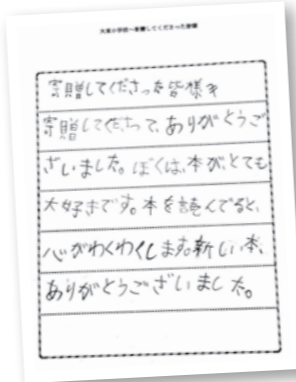 寄贈してくださった皆様
寄贈してくださって、ありがとうご
ざいました。ぼくは、本が、とても
大好きです。本を読んでると、
心がわくわくします。新しい本、
ありがとうございました。